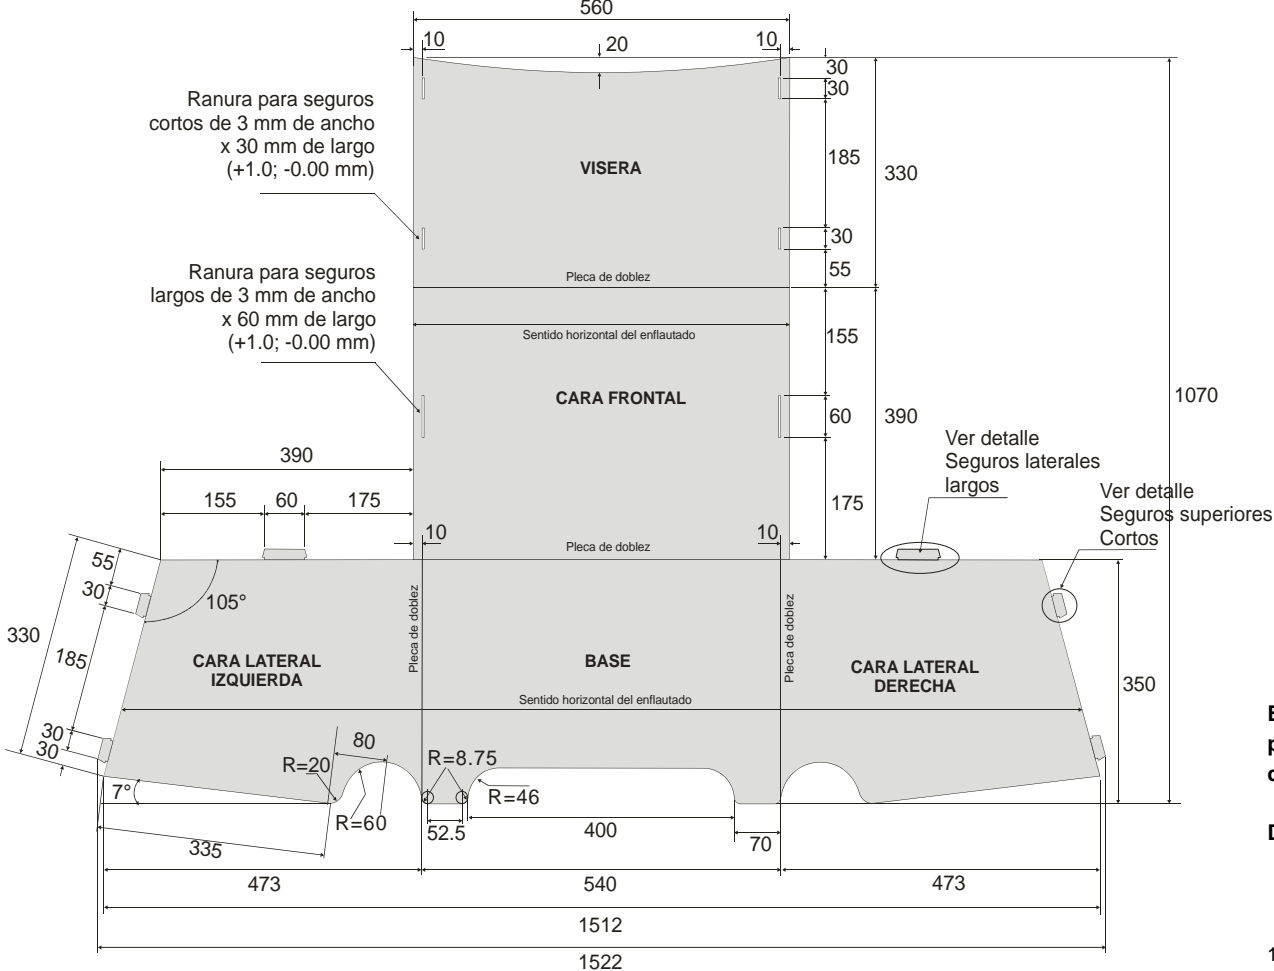 560
10
20
10
30
30
Ranura para seguros
cortos de 3 mm de ancho
x 30 mm de largo
(+1.0; -0.00 mm)
VISERA
185
330
30
55
Pleca de doblez
Ranura para seguros
largos de 3 mm de ancho
x 60 mm de largo
(+1.0; -0.00 mm)
Sentido horizontal del enflautado
155
CARA FRONTAL
60
390
1070
Ver detalle
Seguros laterales
largos
390
155
60
175
175
Ver detalle
Seguros superiores
Cortos
10
Pleca de doblez
10
55
30
105°
330
185
Pleca de doblez
Pleca de doblez
CARA LATERAL
IZQUIERDA
BASE
CARA LATERAL
DERECHA
350
Sentido horizontal del enflautado
30
30
80
R=20
R=8.75
7°
R=46
R=60
52.5
400
70
335
473
540
473
1512
1522